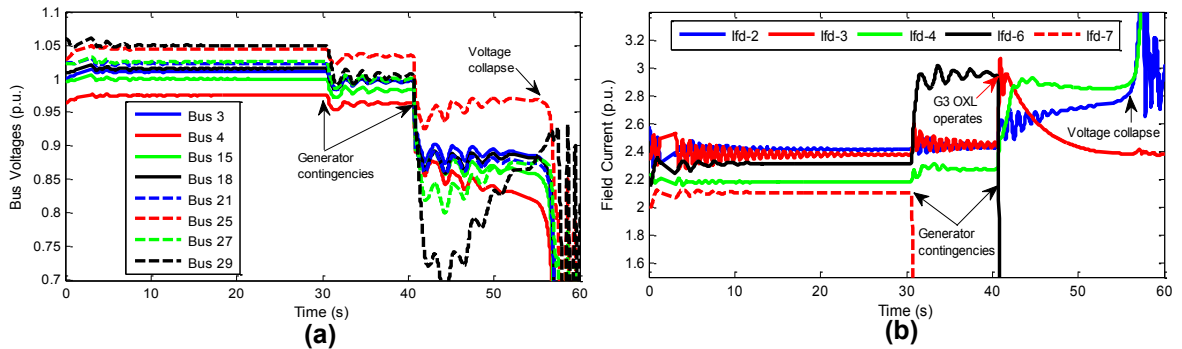 1.05
1
0.95
0.9
0.85
0.8
0.75
0.7
Bus Voltages (p.u.)
Voltage
collapse
Bus 3
Bus 4
Bus 15
Bus 18
Bus 21
Bus 25
Bus 27
Bus 29
Generator
contingencies
0 10 20 30 40 50 60
Time (s)
(a)
3.2
3
2.8
2.6
2.4
2.2
2
1.8
1.6
Field Current (p.u.)
Ifd-2 Ifd-3 Ifd-4 Ifd-6 Ifd-7
G3 OXL
operates
Voltage collapse
Generator
contingencies
0 10 20 30 40 50 60
Time (s)
(b)